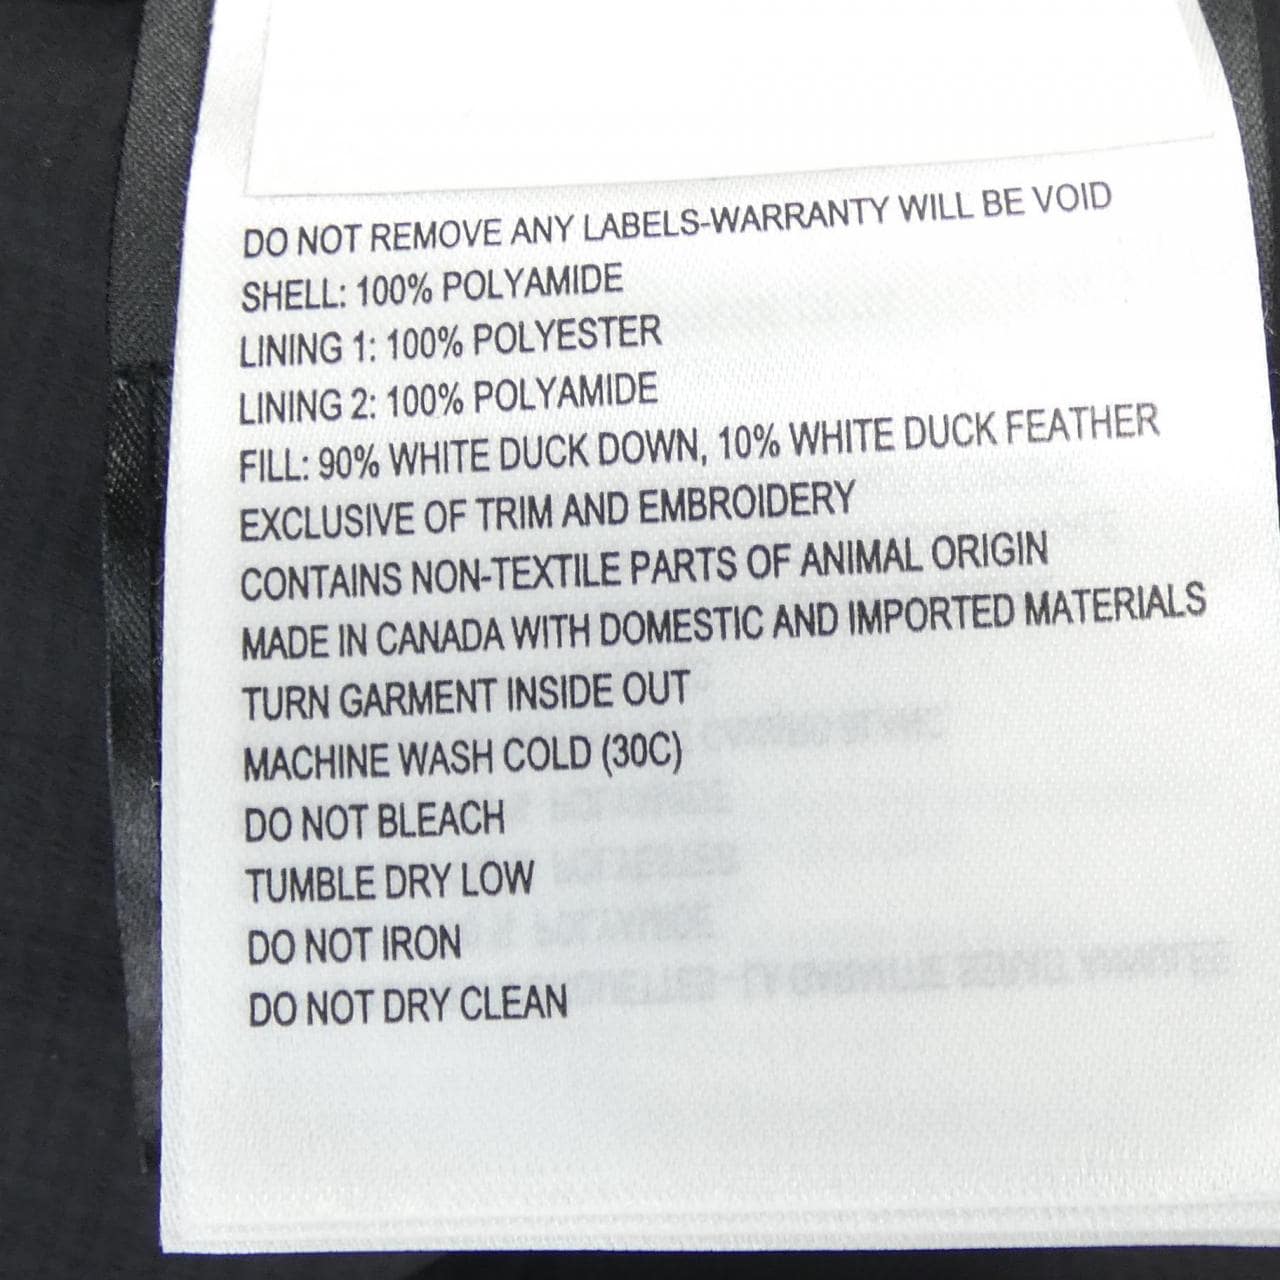 DO NOT REMOVE ANY LABELS-WARRANTY WILL BE VOID
SHELL: 100% POLYAMIDE
LINING 1: 100% POLYESTER
LINING 2: 100% POLYAMIDE
FILL: 90% WHITE DUCK DOWN, 10% WHITE DUCK FEATHER
EXCLUSIVE OF TRIM AND EMBROIDERY
CONTAINS NON-TEXTILE PARTS OF ANIMAL ORIGIN
MADE IN CANADA WITH DOMESTIC AND IMPORTED MATERIALS
TURN GARMENT INSIDE OUT
MACHINE WASH COLD (30C)
DO NOT BLEACH
TUMBLE DRY LOW
DO NOT IRON
DO NOT DRY CLEAN